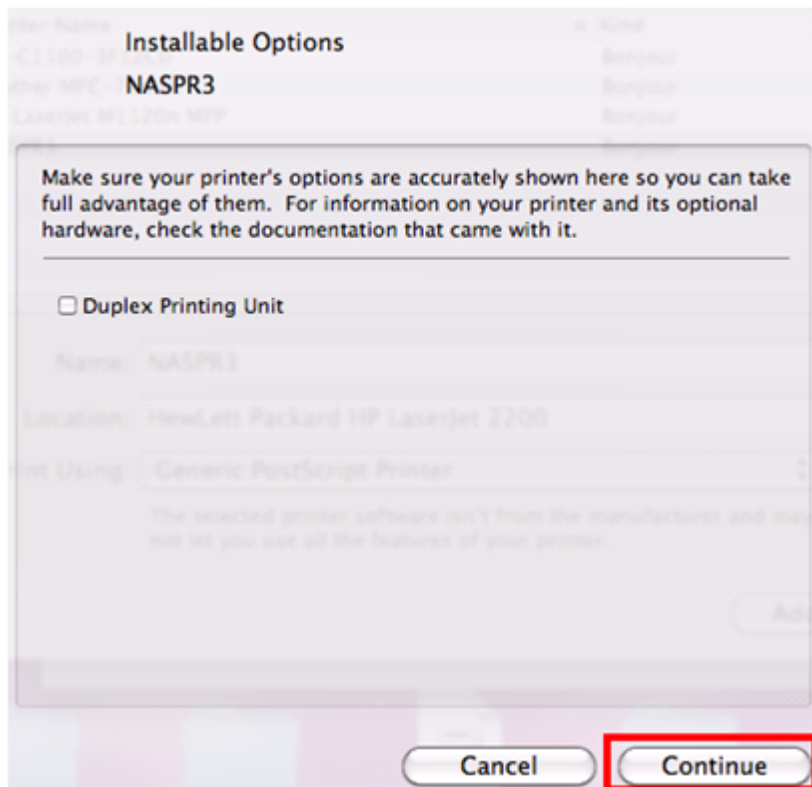 Installable Options
NASPR3
Make sure your printer's options are accurately shown here so you can take
full advantage of them. For information on your printer and its optional
hardware, check the documentation that came with it.
Duplex Printing Unit
Name: NASPR3
Location: HewLett Packard HP LaserJet 2200
Using: Generic PostScript Printer
The selected printer software isn't from the manufacturer and may
not let you use all the features of your printer.
Cancel
Continue